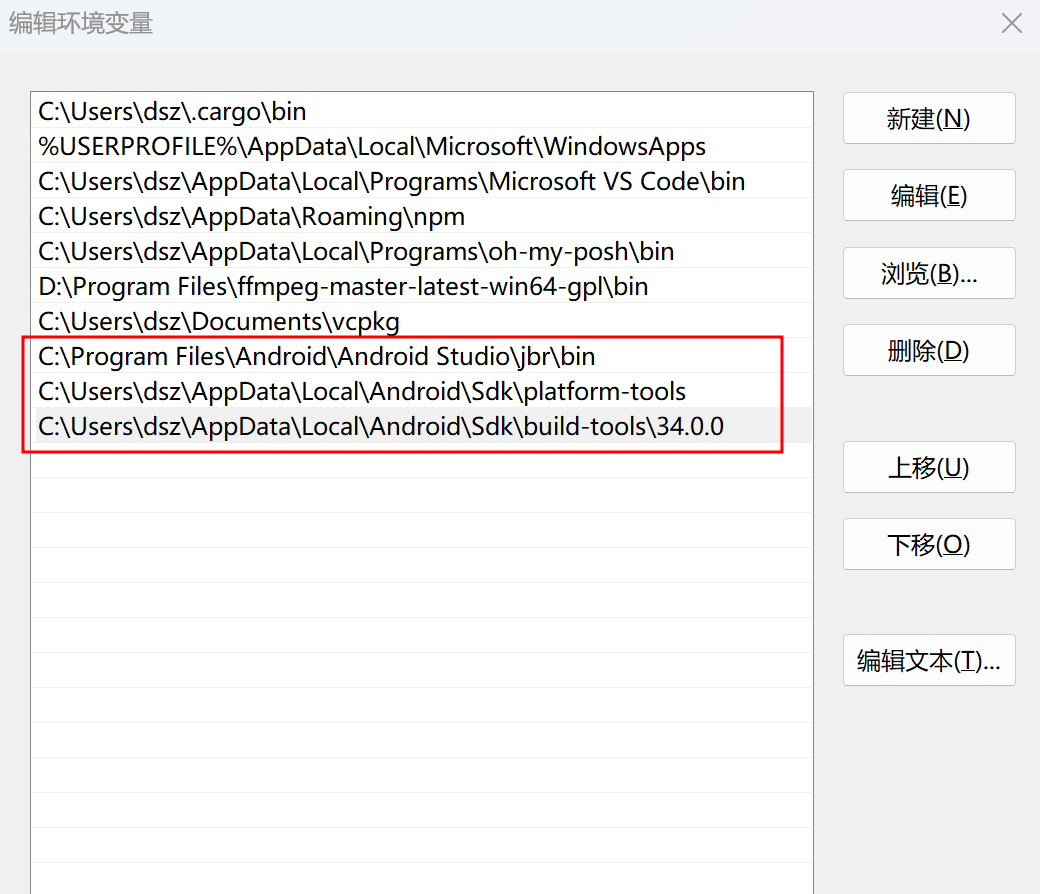 编辑环境变量
C:\Users\dsz\.cargo\bin
%USERPROFILE%\AppData\Local\Microsoft\WindowsApps
C:\Users\dsz\AppData\Local\Programs\Microsoft VS Code\bin
C:\Users\dsz\AppData\Roaming\npm
C:\Users\dsz\AppData\Local\Programs\oh-my-posh\bin
D:\Program Files\ffmpeg-master-latest-win64-gpl\bin
C:\Users\dsz\Documents\vcpkg
C:\Program Files\Android\Android Studio\jbr\bin
C:\Users\dsz\AppData\Local\Android\Sdk\platform-tools
C:\Users\dsz\AppData\Local\Android\Sdk\build-tools\34.0.0
新建(N)
编辑(E)
浏览(B)...
删除(D)
上移(U)
下移(O)
编辑文本(T)...